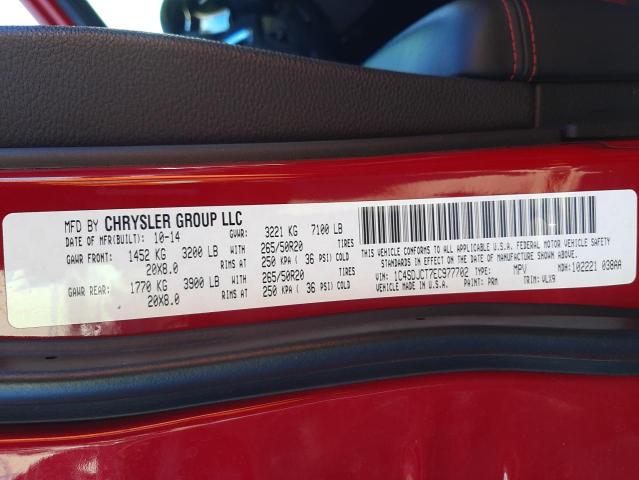 MFD BY CHRYSLER GROUP LLC
DATE OF MFR(BUILT): 10-14 GVWR: 3221 KG 7100 LB
GAWR FRONT: 1452 KG 3200 LB WITH 265/50R20 TIRES
20X8.0 RIMS AT 250 KPA ( 36 PSI) COLD
GAWR REAR: 1770 KG 3900 LB WITH 265/50R20 TIRES
20X8.0 RIMS AT 250 KPA ( 36 PSI) COLD
THIS VEHICLE CONFORMS TO ALL APPLICABLE U.S.A. FEDERAL MOTOR VEHICLE SAFETY
STANDARDS IN EFFECT ON THE DATE OF MANUFACTURE SHOWN ABOVE.
VIN: 1C4SDJCT7EC977702 TYPE: MPV MDH: 102221 038AA
VEHICLE MADE IN U.S.A. PAINT: PRM TRIM: VLX9